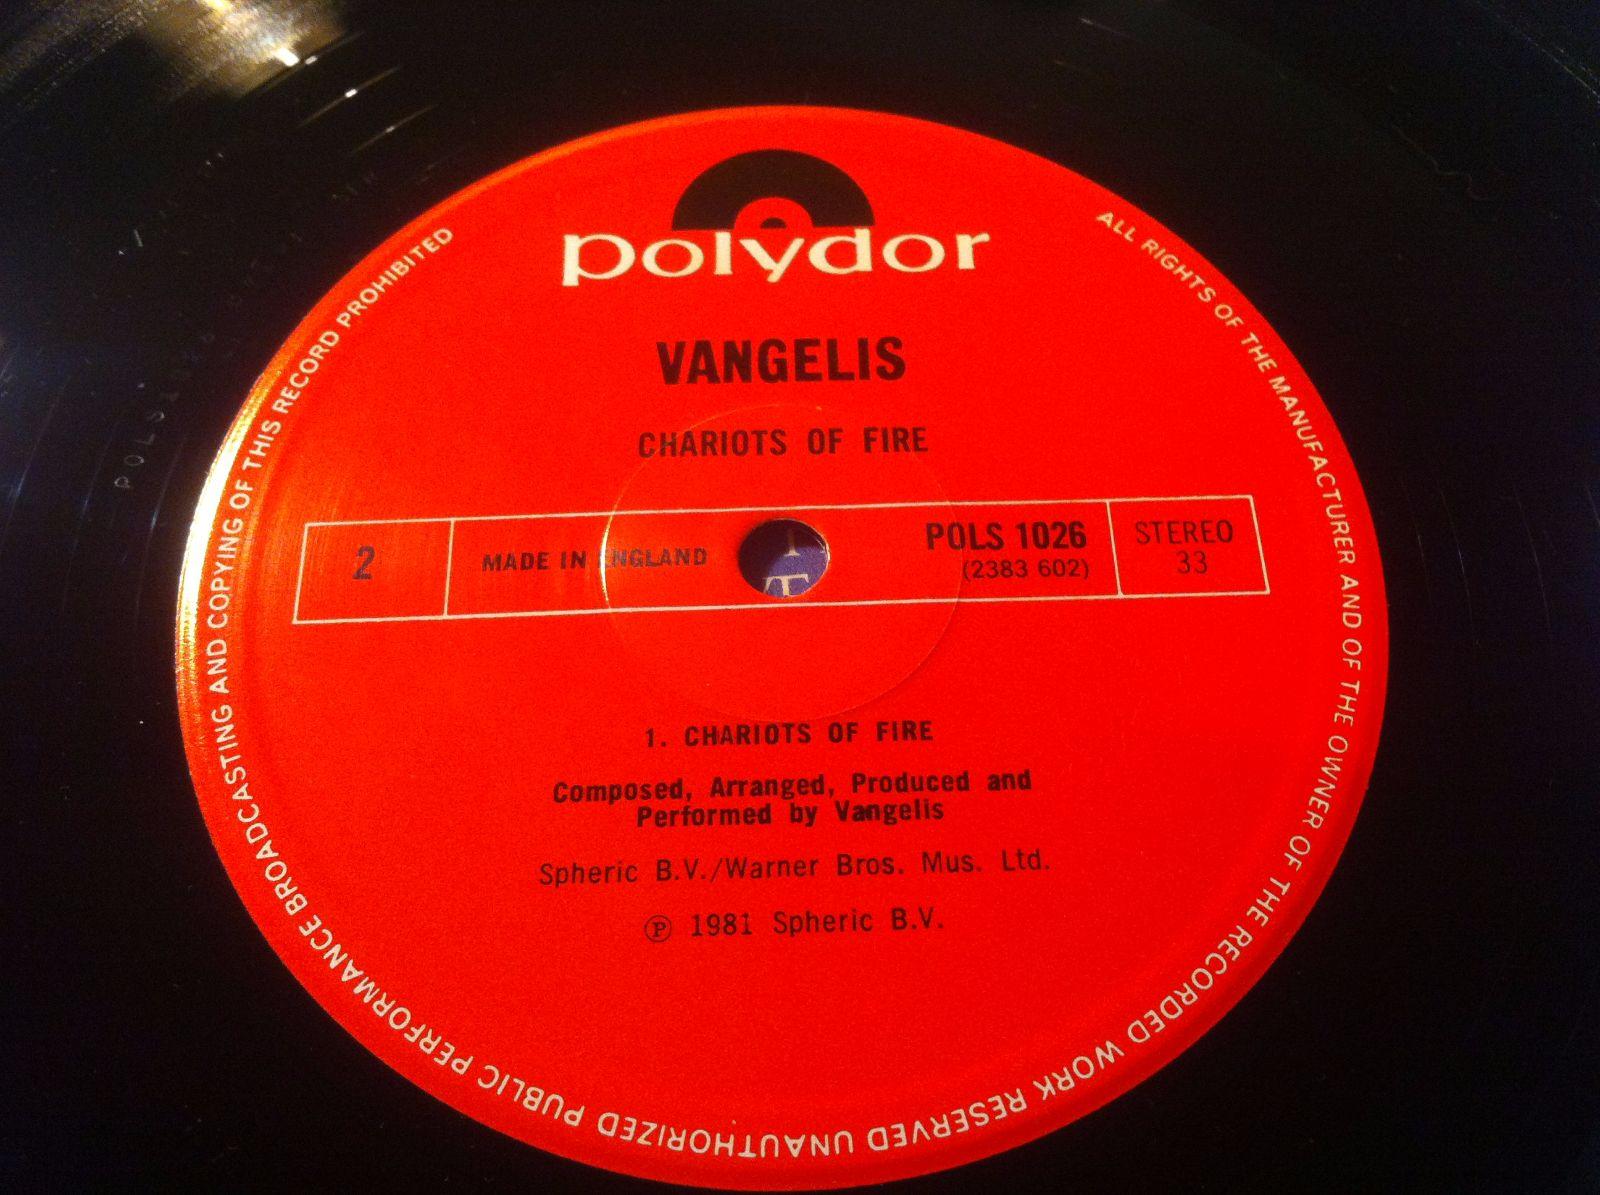 polydor
VANGELIS
CHARIOTS OF FIRE
2
MADE IN ENGLAND
POLS 1026
(2383 602)
STEREO
33
1. CHARIOTS OF FIRE
Composed, Arranged, Produced and
Performed by Vangelis
Spheric B.V./Warner Bros. Mus. Ltd.
℗ 1981 Spheric B.V.
ALL RIGHTS OF THE MANUFACTURER AND OF THE OWNER OF THE RECORDED WORK RESERVED UNAUTHORIZED PUBLIC PERFORMANCE BROADCASTING AND COPYING OF THIS RECORD PROHIBITED
POLS
T